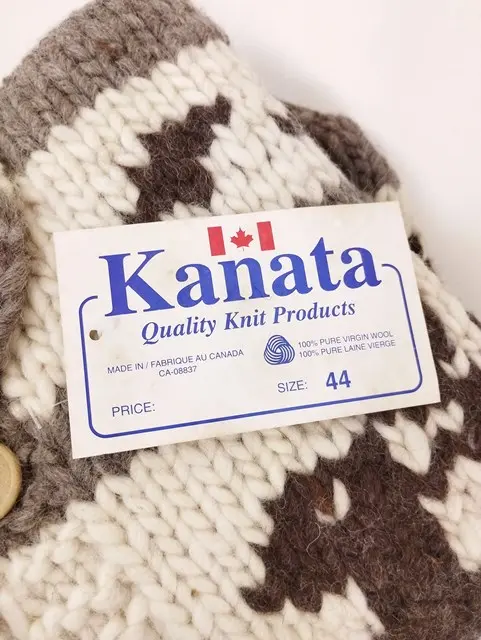 Kanata
Quality Knit Products
MADE IN / FABRIQUE AU CANADA
CA-08837
100% PURE VIRGIN WOOL
100% PURE LAINE VIERGE
PRICE:
SIZE: 44